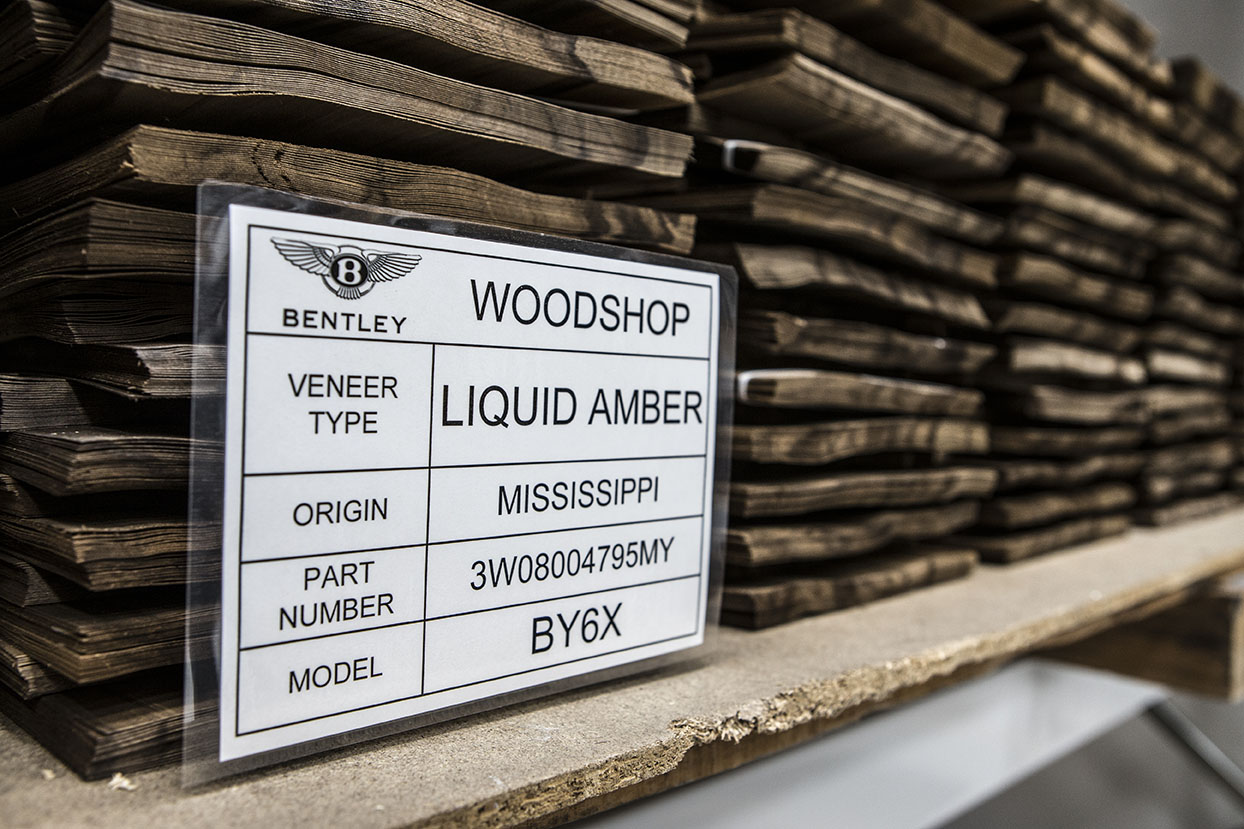 B
BENTLEY
WOODSHOP
VENEER
TYPE
LIQUID AMBER
ORIGIN
MISSISSIPPI
PART
NUMBER
3W08004795MY
MODEL
BY6X